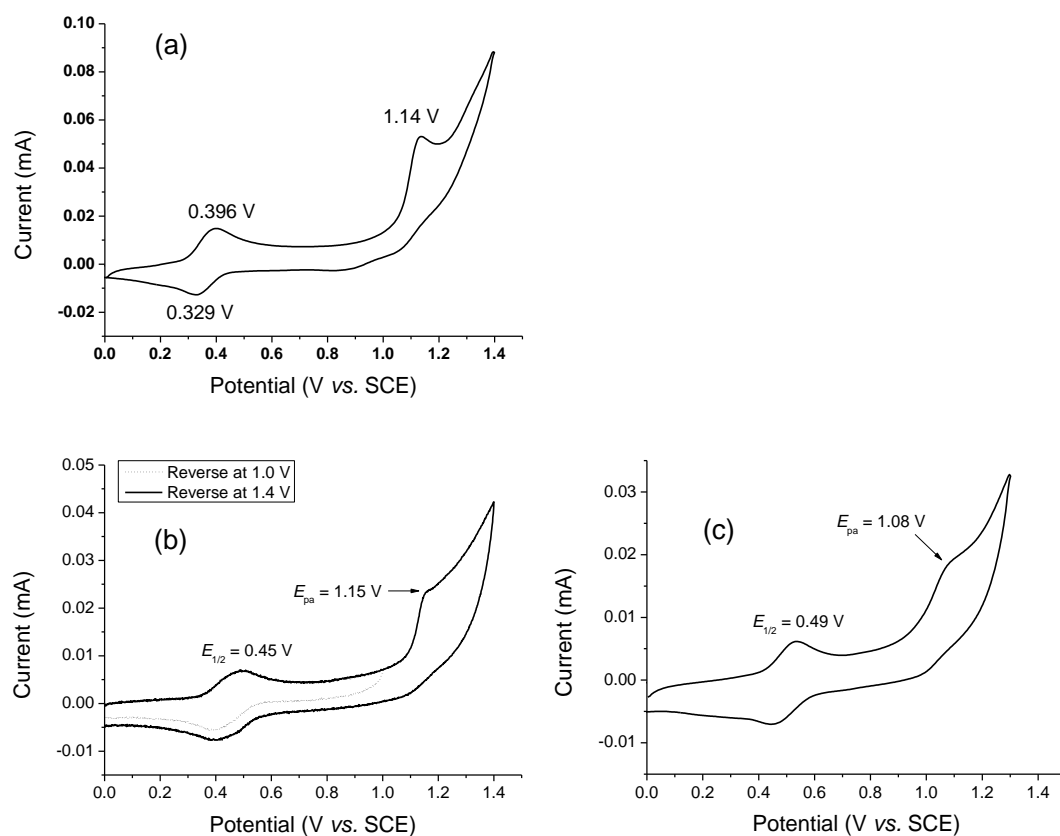 (a)
0.10
0.08
0.06
0.04
0.02
0.00
-0.02
Current (mA)
1.14 V
0.396 V
0.329 V
0.0 0.2 0.4 0.6 0.8 1.0 1.2 1.4
Potential (V vs. SCE)
Reverse at 1.0 V
Reverse at 1.4 V
(b)
0.05
0.04
0.03
0.02
0.01
0.00
-0.01
Current (mA)
Epa = 1.15 V
E1/2 = 0.45 V
0.0 0.2 0.4 0.6 0.8 1.0 1.2 1.4
Potential (V vs. SCE)
(c)
0.03
0.02
0.01
0.00
-0.01
Current (mA)
Epa = 1.08 V
E1/2 = 0.49 V
0.0 0.2 0.4 0.6 0.8 1.0 1.2 1.4
Potential (V vs. SCE)